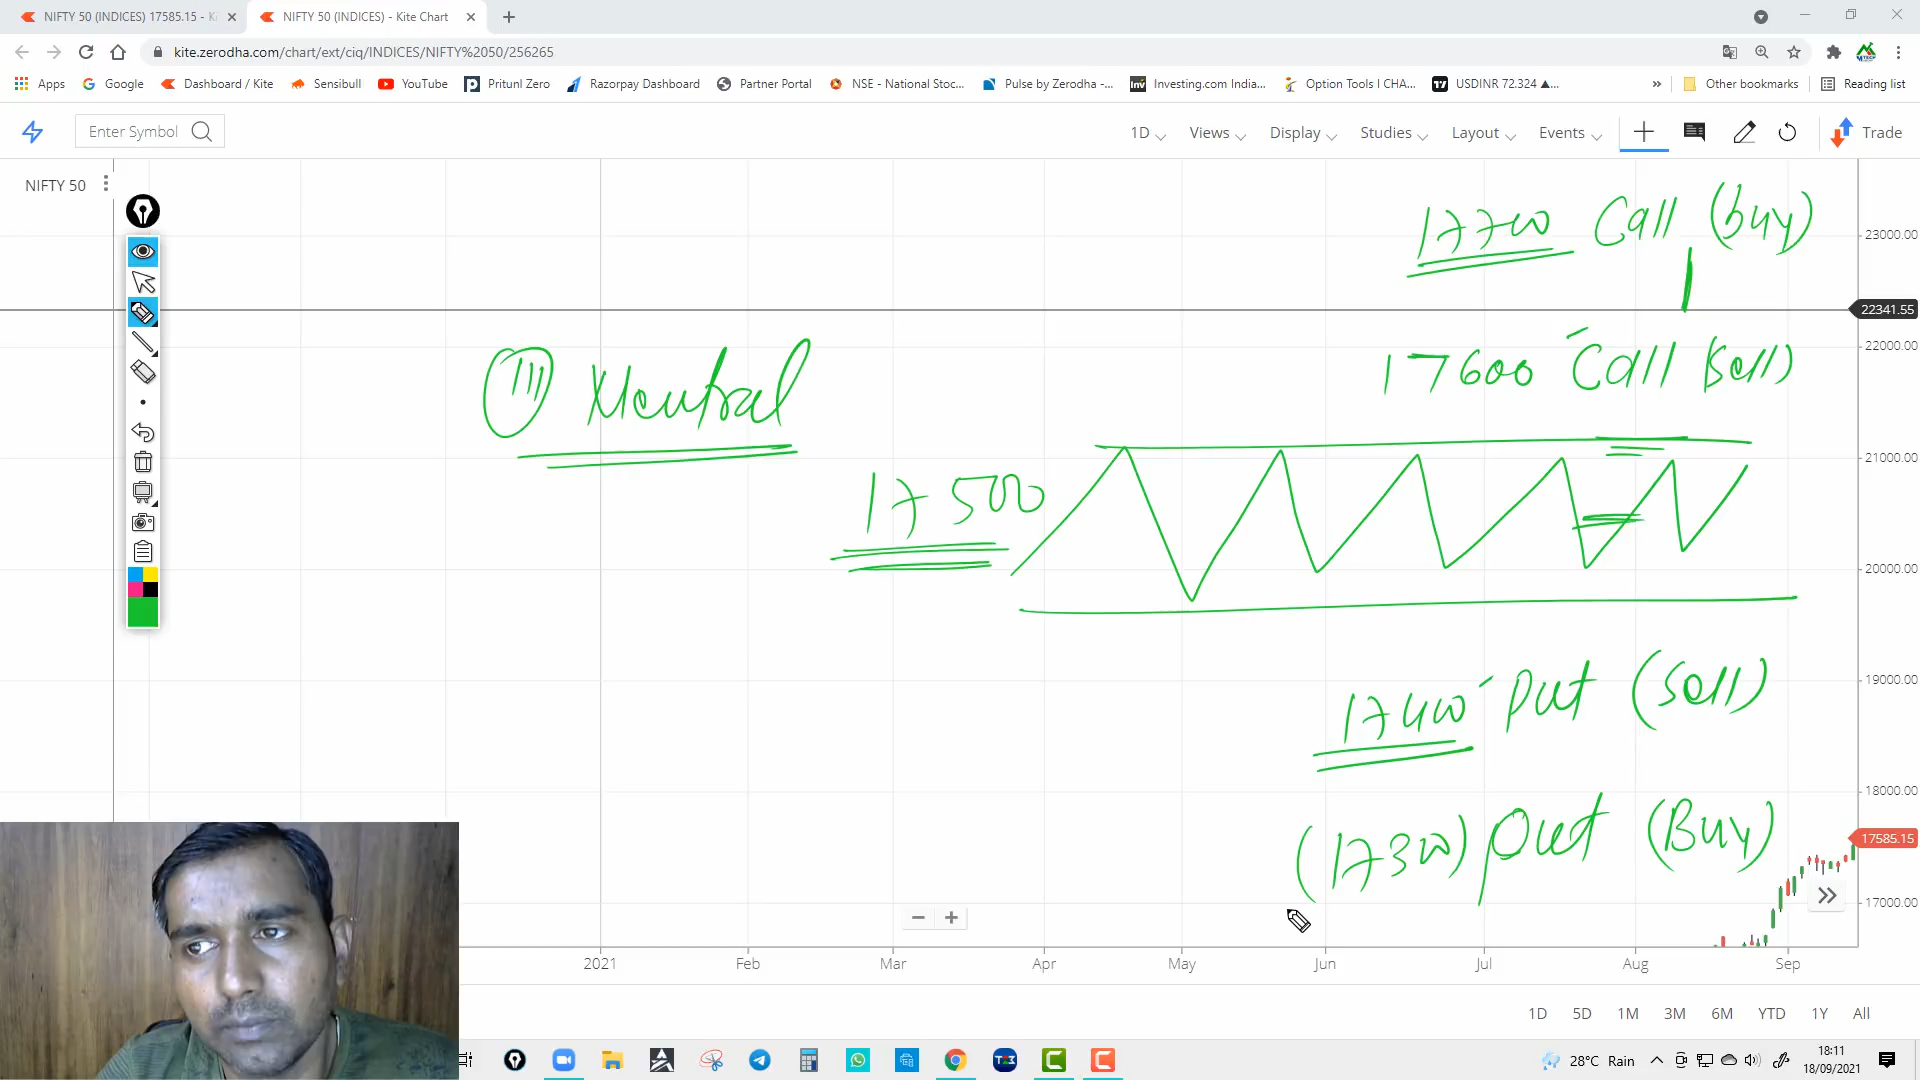 NIFTY 50 (INDICES) 17585.15 - Ki
NIFTY 50 (INDICES) - Kite Chart
kite.zerodha.com/chart/ext/ciq/INDICES/NIFTY%2050/256265
Apps Google Dashboard / Kite Sensibull YouTube Pritunl Zero Razorpay Dashboard Partner Portal NSE - National Stoc... Pulse by Zerodha -... Investing.com India... Option Tools I CHA... USDINR 72.324 ▲... » Other bookmarks Reading list
Enter Symbol 1D Views Display Studies Layout Events Trade
NIFTY 50
17700 Call (buy)
23000.00
22341.55
22000.00
17600 Call (Sell)
(III) Neutral
21000.00
17500
20000.00
19000.00
17400 Put (Sell)
18000.00
(17300) Put (Buy)
17585.15
17000.00
2021 Feb Mar Apr May Jun Jul Aug Sep
1D 5D 1M 3M 6M YTD 1Y All
28°C Rain
18:11
18/09/2021